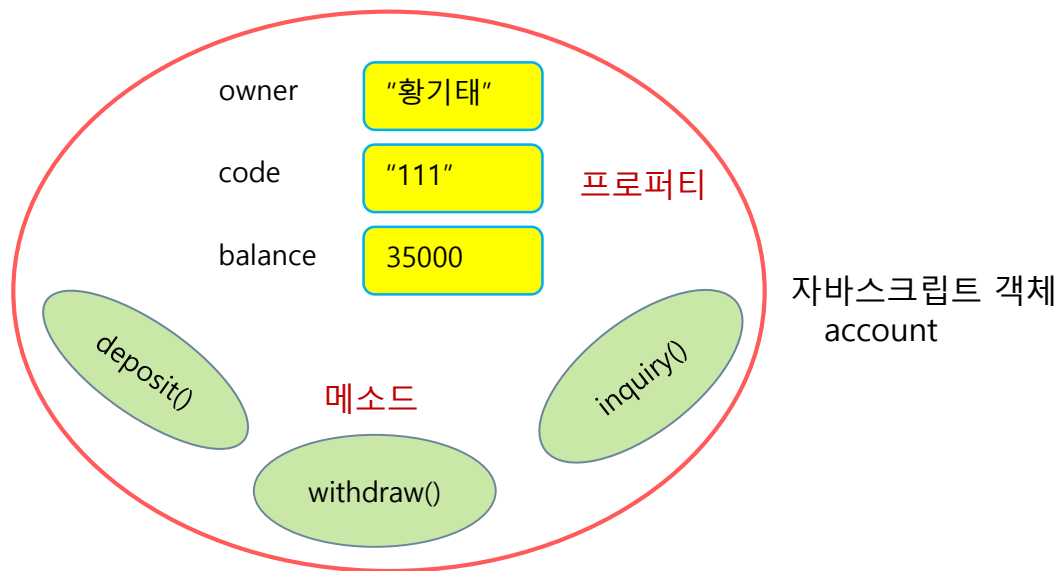 owner "황기태"
code "111"
프로퍼티
balance 35000
자바스크립트 객체
account
deposit()
메소드
inquiry()
withdraw()